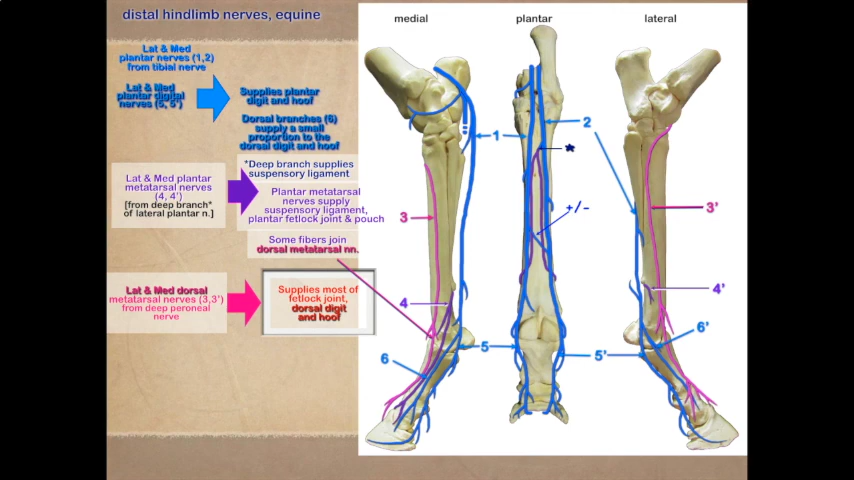 distal hindlimb nerves, equine
medial
plantar
lateral
Lat & Med
plantar nerves (1,2)
from tibial nerve
Lat & Med
plantar digital
nerves (5, 5')
Supplies plantar
digit and hoof
Dorsal branches (6)
supply a small
proportion to the
dorsal digit and hoof
*Deep branch supplies
suspensory ligament
Lat & Med plantar
metatarsal nerves
(4, 4')
[from deep branch*
of lateral plantar n.]
Plantar metatarsal
nerves supply
suspensory ligament,
plantar fetlock joint & pouch
Some fibers join
dorsal metatarsal nn.
Lat & Med dorsal
metatarsal nerves (3,3')
from deep peroneal
nerve
Supplies most of
fetlock joint,
dorsal digit
and hoof
1
2
*
+/-
3
3'
4
4'
5
5'
6
6'